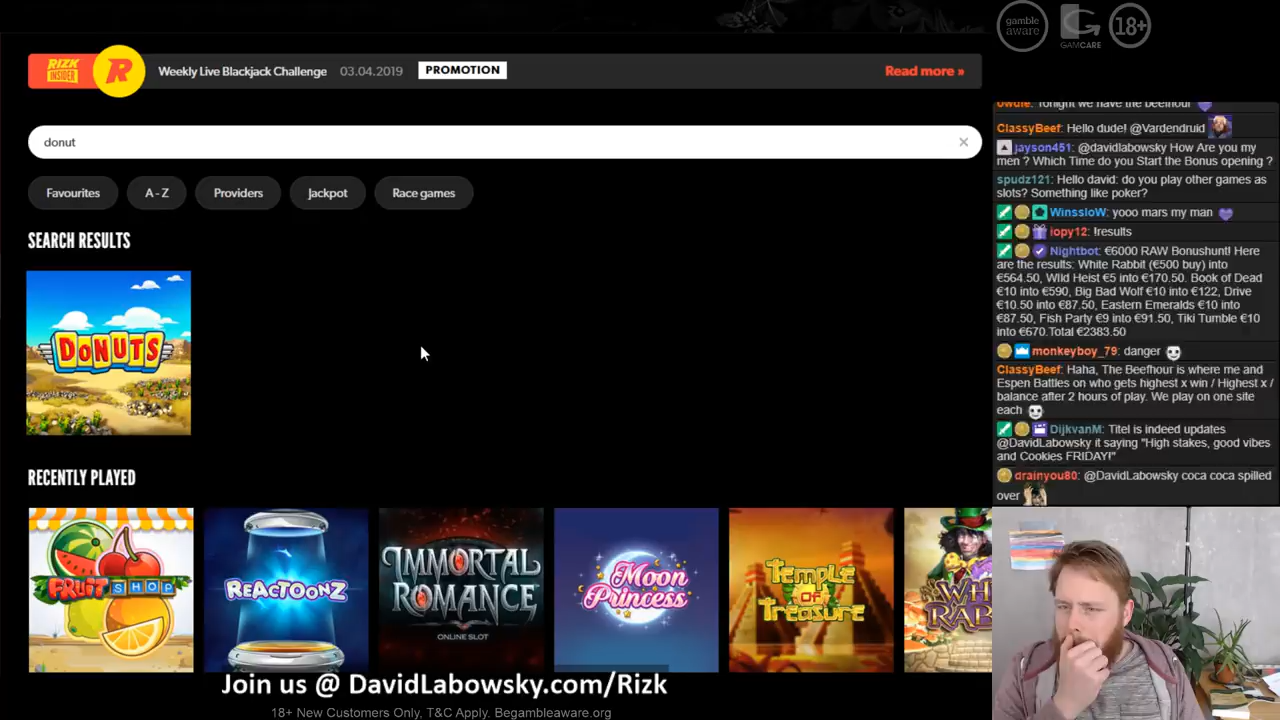 gamble
aware
GAMCARE
18+
RIZK
INSIDER
R
Weekly Live Blackjack Challenge 03.04.2019 PROMOTION Read more »
donut
Favourites A - Z Providers Jackpot Race games
SEARCH RESULTS
DONUTS
RECENTLY PLAYED
FRUIT SHOP
REACTOONZ
IMMORTAL
ROMANCE
ONLINE SLOT
Moon
Princess
TEMPLE
OF
TREASURE
WH
RAB
Join us @ DavidLabowsky.com/Rizk
18+ New Customers Only, T&C Apply. Begambleaware.org
owdie: Tonight we have the beefhour
ClassyBeef: Hello dude! @Vardendruid
jayson451: @davidlabowsky How Are you my
men ? Which Time do you Start the Bonus opening ?
spudz121: Hello david: do you play other games as
slots? Something like poker?
WinssloW: yooo mars my man
iopy12: !results
Nightbot: €6000 RAW Bonushunt! Here
are the results: White Rabbit (€500 buy) into
€564.50, Wild Heist €5 into €170.50. Book of Dead
€10 into €590, Big Bad Wolf €10 into €122, Drive
€10.50 into €87.50, Eastern Emeralds €10 into
€87.50, Fish Party €9 into €91.50, Tiki Tumble €10
into €670.Total €2383.50
monkeyboy_79: danger
ClassyBeef: Haha, The Beefhour is where me and
Espen Battles on who gets highest x win / Highest x /
balance after 2 hours of play. We play on one site
each
DijkvanM: Titel is indeed updates
@DavidLabowsky it saying "High stakes, good vibes
and Cookies FRIDAY!"
drainyou80: @DavidLabowsky coca coca spilled
over